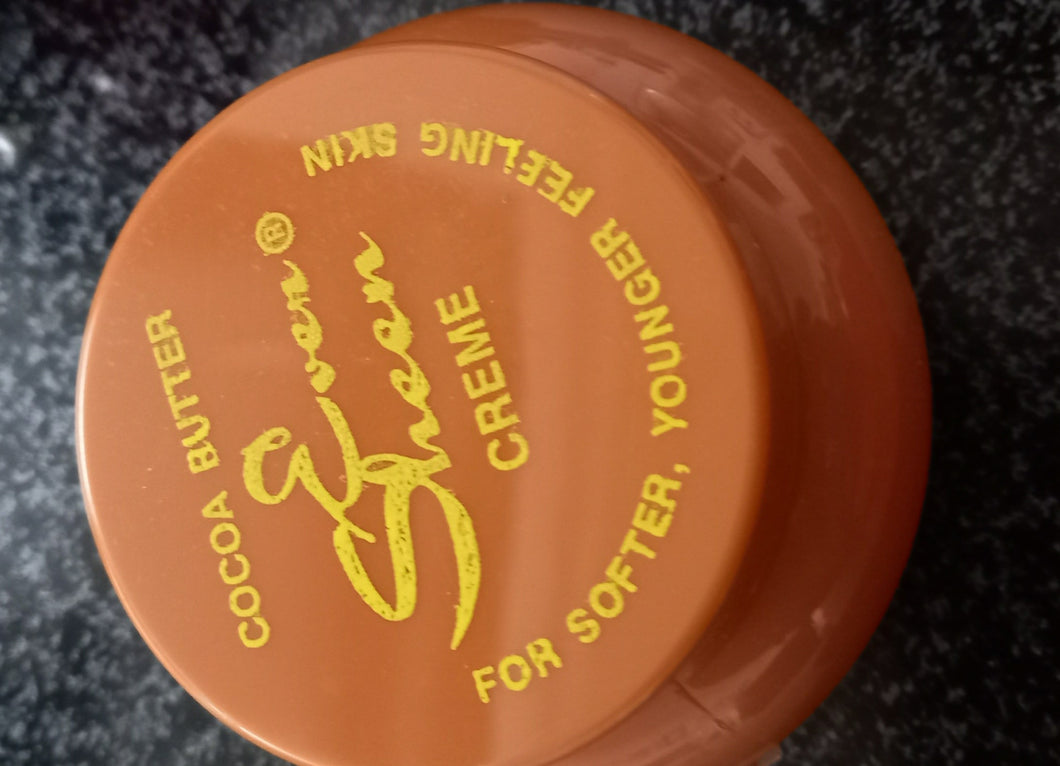 COCOA BUTTER
Even ®
Sheen
CREME
FOR SOFTER, YOUNGER FEELING SKIN